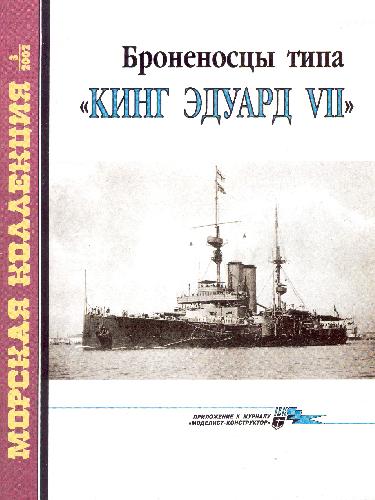 3
2002
МОРСКАЯ КОЛЛЕКЦИЯ
Броненосцы типа
«КИНГ ЭДУАРД VII»
ПРИЛОЖЕНИЕ К ЖУРНАЛУ
«МОДЕЛИСТ-КОНСТРУКТОР»